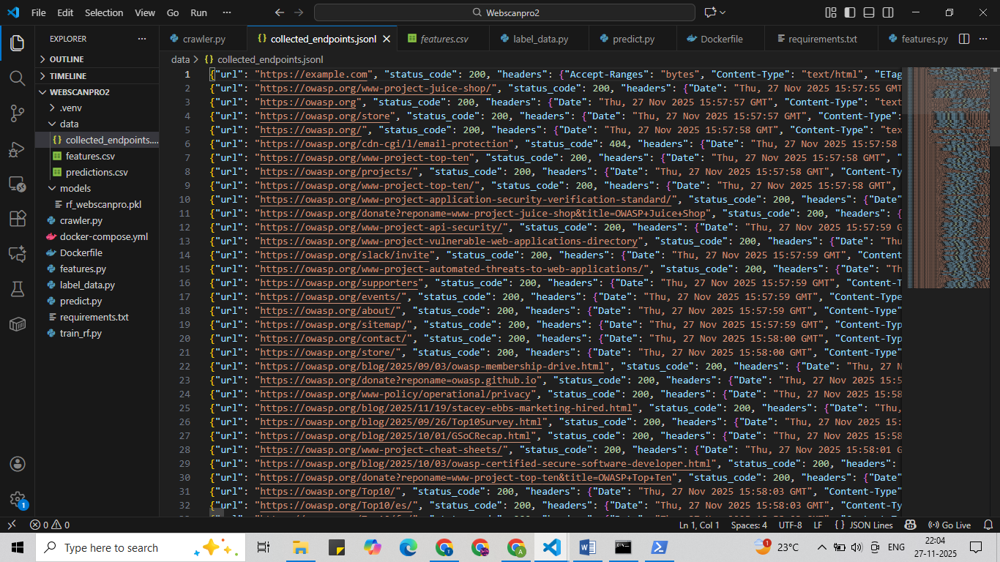 File Edit Selection View Go Run ··· Webscanpro2
EXPLORER ···
OUTLINE
TIMELINE
WEBSCANPRO2
.venv
data
collected_endpoints....
features.csv
predictions.csv
models
rf_webscanpro.pkl
crawler.py
docker-compose.yml
Dockerfile
features.py
label_data.py
predict.py
requirements.txt
train_rf.py
crawler.py {} collected_endpoints.jsonl features.csv label_data.py predict.py Dockerfile requirements.txt features.py ···
data > {} collected_endpoints.jsonl
1 {"url": "https://example.com", "status_code": 200, "headers": {"Accept-Ranges": "bytes", "Content-Type": "text/html", "ETag
2 {"url": "https://owasp.org/www-project-juice-shop/", "status_code": 200, "headers": {"Date": "Thu, 27 Nov 2025 15:57:55 GMT
3 {"url": "https://owasp.org", "status_code": 200, "headers": {"Date": "Thu, 27 Nov 2025 15:57:57 GMT", "Content-Type": "text
4 {"url": "https://owasp.org/store", "status_code": 200, "headers": {"Date": "Thu, 27 Nov 2025 15:57:57 GMT", "Content-Type":
5 {"url": "https://owasp.org/", "status_code": 200, "headers": {"Date": "Thu, 27 Nov 2025 15:57:58 GMT", "Content-Type": "tex
6 {"url": "https://owasp.org/cdn-cgi/l/email-protection", "status_code": 404, "headers": {"Date": "Thu, 27 Nov 2025 15:57:58
7 {"url": "https://owasp.org/www-project-top-ten", "status_code": 200, "headers": {"Date": "Thu, 27 Nov 2025 15:57:58 GMT", "
8 {"url": "https://owasp.org/projects/", "status_code": 200, "headers": {"Date": "Thu, 27 Nov 2025 15:57:58 GMT", "Content-Ty
9 {"url": "https://owasp.org/www-project-top-ten/", "status_code": 200, "headers": {"Date": "Thu, 27 Nov 2025 15:57:58 GMT",
10 {"url": "https://owasp.org/www-project-application-security-verification-standard/", "status_code": 200, "headers": {"Date"
11 {"url": "https://owasp.org/donate?reponame=www-project-juice-shop&title=OWASP+Juice+Shop", "status_code": 200, "headers": {
12 {"url": "https://owasp.org/www-project-api-security/", "status_code": 200, "headers": {"Date": "Thu, 27 Nov 2025 15:57:59 G
13 {"url": "https://owasp.org/www-project-vulnerable-web-applications-directory", "status_code": 200, "headers": {"Date": "Thu
14 {"url": "https://owasp.org/slack/invite", "status_code": 200, "headers": {"Date": "Thu, 27 Nov 2025 15:57:59 GMT", "Content
15 {"url": "https://owasp.org/www-project-automated-threats-to-web-applications/", "status_code": 200, "headers": {"Date": "Th
16 {"url": "https://owasp.org/supporters", "status_code": 200, "headers": {"Date": "Thu, 27 Nov 2025 15:57:59 GMT", "Content-T
17 {"url": "https://owasp.org/events/", "status_code": 200, "headers": {"Date": "Thu, 27 Nov 2025 15:57:59 GMT", "Content-Type
18 {"url": "https://owasp.org/about/", "status_code": 200, "headers": {"Date": "Thu, 27 Nov 2025 15:57:59 GMT", "Content-Type"
19 {"url": "https://owasp.org/sitemap/", "status_code": 200, "headers": {"Date": "Thu, 27 Nov 2025 15:57:59 GMT", "Content-Typ
20 {"url": "https://owasp.org/contact/", "status_code": 200, "headers": {"Date": "Thu, 27 Nov 2025 15:58:00 GMT", "Content-Typ
21 {"url": "https://owasp.org/store/", "status_code": 200, "headers": {"Date": "Thu, 27 Nov 2025 15:58:00 GMT", "Content-Type"
22 {"url": "https://owasp.org/blog/2025/09/03/owasp-membership-drive.html", "status_code": 200, "headers": {"Date": "Thu, 27 N
23 {"url": "https://owasp.org/donate?reponame=owasp.github.io", "status_code": 200, "headers": {"Date": "Thu, 27 Nov 2025 15:5
24 {"url": "https://owasp.org/www-policy/operational/privacy", "status_code": 200, "headers": {"Date": "Thu, 27 Nov 2025 15:58
25 {"url": "https://owasp.org/blog/2025/11/19/stacey-ebbs-marketing-hired.html", "status_code": 200, "headers": {"Date": "Thu,
26 {"url": "https://owasp.org/blog/2025/09/26/Top10Survey.html", "status_code": 200, "headers": {"Date": "Thu, 27 Nov 2025 15:
27 {"url": "https://owasp.org/blog/2025/10/01/GSoCRecap.html", "status_code": 200, "headers": {"Date": "Thu, 27 Nov 2025 15:58
28 {"url": "https://owasp.org/www-project-cheat-sheets/", "status_code": 200, "headers": {"Date": "Thu, 27 Nov 2025 15:58:01 G
29 {"url": "https://owasp.org/blog/2025/10/03/owasp-certified-secure-software-developer.html", "status_code": 200, "headers":
30 {"url": "https://owasp.org/donate?reponame=www-project-top-ten&title=OWASP+Top+Ten", "status_code": 200, "headers": {"Date"
31 {"url": "https://owasp.org/Top10/", "status_code": 200, "headers": {"Date": "Thu, 27 Nov 2025 15:58:03 GMT", "Content-Type"
32 {"url": "https://owasp.org/Top10/es/", "status_code": 200, "headers": {"Date": "Thu, 27 Nov 2025 15:58:03 GMT", "Content-Ty
1
0 0 Ln 1, Col 1 Spaces: 4 UTF-8 LF {} JSON Lines Go Live
Type here to search 1 23°C ENG 22:04
27-11-2025